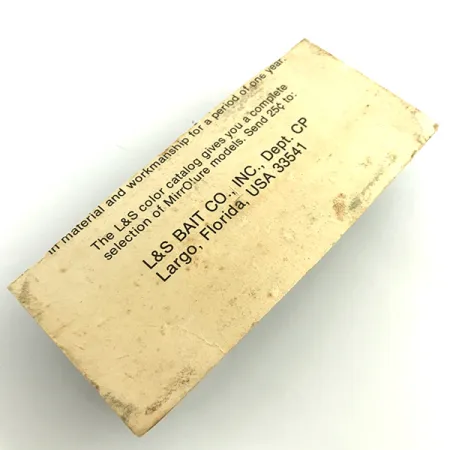 in material and workmanship for a period of one year.
The L&S color catalog gives you a complete
selection of MirrOlure models. Send 25¢ to:
L&S BAIT CO., INC., Dept. CP
Largo, Florida, USA 33541